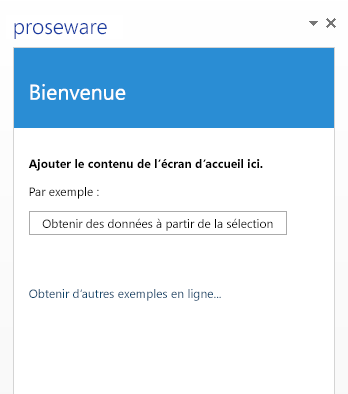 proseware
Bienvenue
Ajouter le contenu de l'écran d'accueil ici.
Par exemple :
Obtenir des données à partir de la sélection
Obtenir d'autres exemples en ligne...